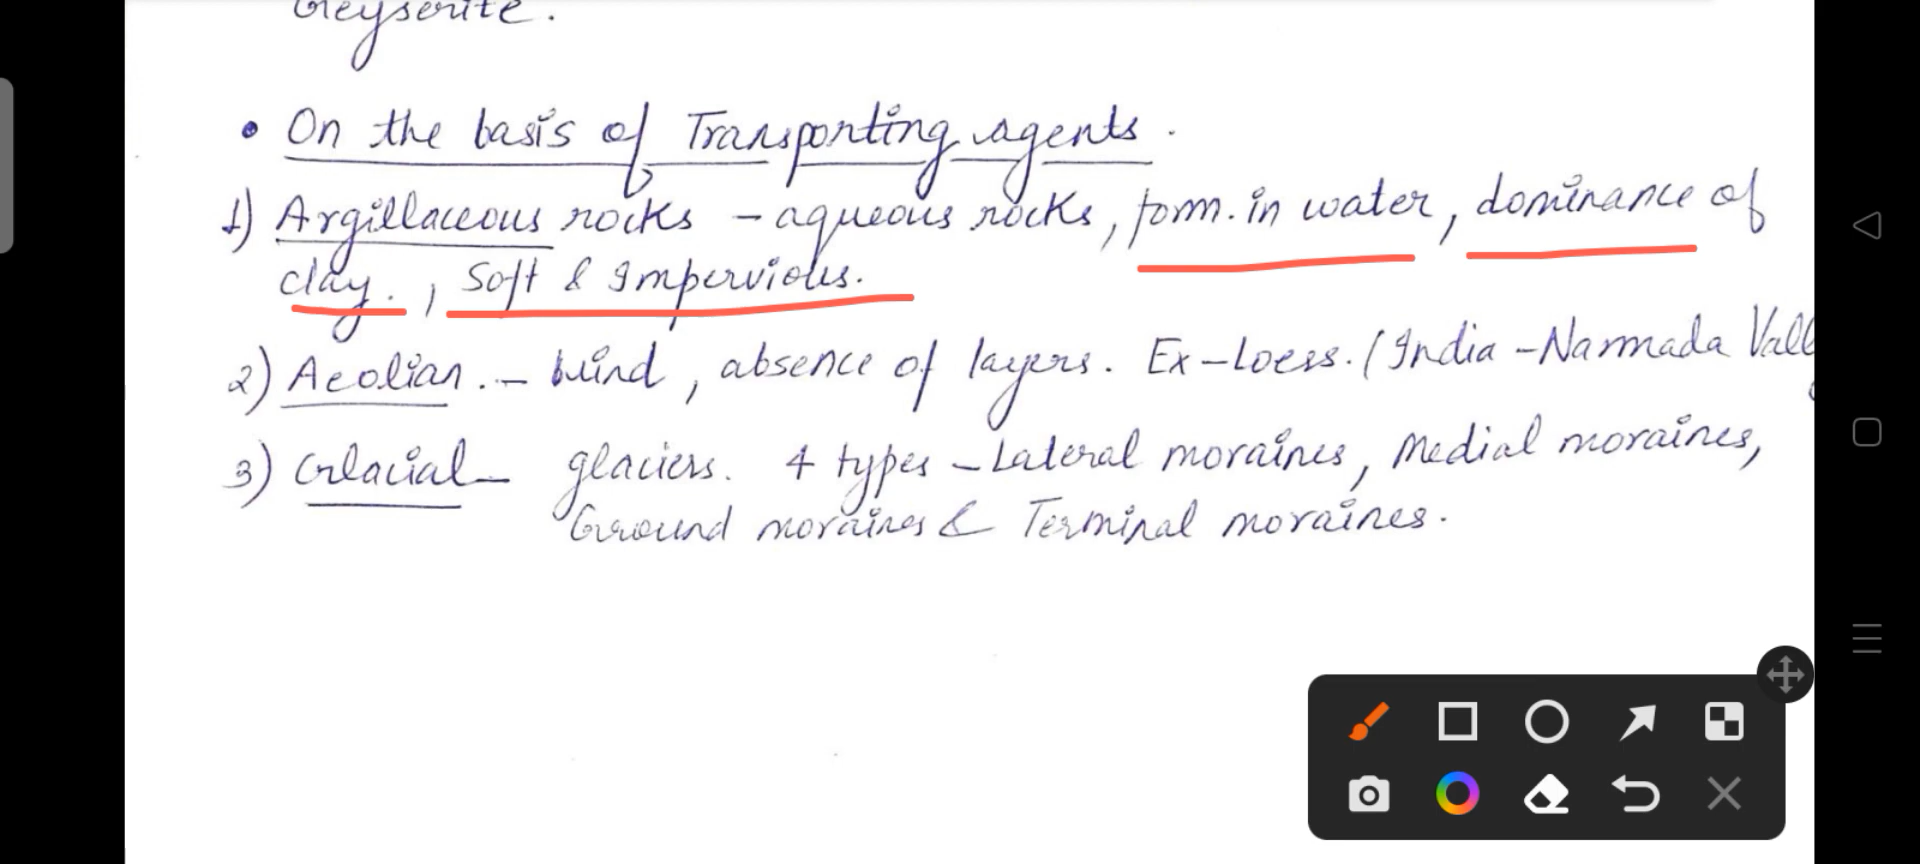 Geyserite.
• On the basis of Transporting agents.
1) Argillaceous rocks - aqueous rocks, form. in water, dominance of
clay. , Soft & Impervious.
2) Aeolian. - wind, absence of layers. Ex - Loess. (India - Narmada Vall
3) Glacial - glaciers. 4 types - Lateral moraines, Medial moraines,
Ground moraines & Terminal moraines.